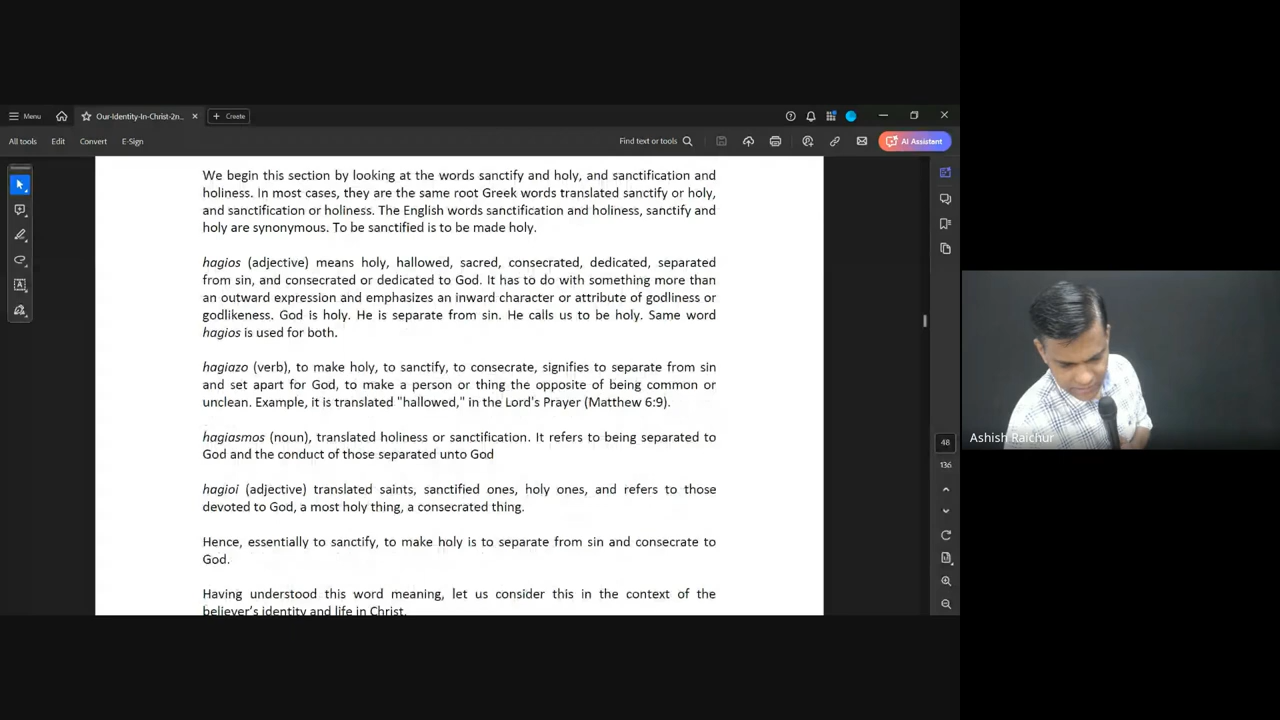 Menu
Our-Identity-In-Christ-2n...
Create
All tools
Edit
Convert
E-Sign
Find text or tools
AI Assistant
We begin this section by looking at the words sanctify and holy, and sanctification and
holiness. In most cases, they are the same root Greek words translated sanctify or holy,
and sanctification or holiness. The English words sanctification and holiness, sanctify and
holy are synonymous. To be sanctified is to be made holy.
hagios (adjective) means holy, hallowed, sacred, consecrated, dedicated, separated
from sin, and consecrated or dedicated to God. It has to do with something more than
an outward expression and emphasizes an inward character or attribute of godliness or
godlikeness. God is holy. He is separate from sin. He calls us to be holy. Same word
hagios is used for both.
hagiazo (verb), to make holy, to sanctify, to consecrate, signifies to separate from sin
and set apart for God, to make a person or thing the opposite of being common or
unclean. Example, it is translated "hallowed," in the Lord's Prayer (Matthew 6:9).
hagiasmos (noun), translated holiness or sanctification. It refers to being separated to
God and the conduct of those separated unto God
hagioi (adjective) translated saints, sanctified ones, holy ones, and refers to those
devoted to God, a most holy thing, a consecrated thing.
Hence, essentially to sanctify, to make holy is to separate from sin and consecrate to
God.
Having understood this word meaning, let us consider this in the context of the
believer's identity and life in Christ.
48
136
Ashish Raichur